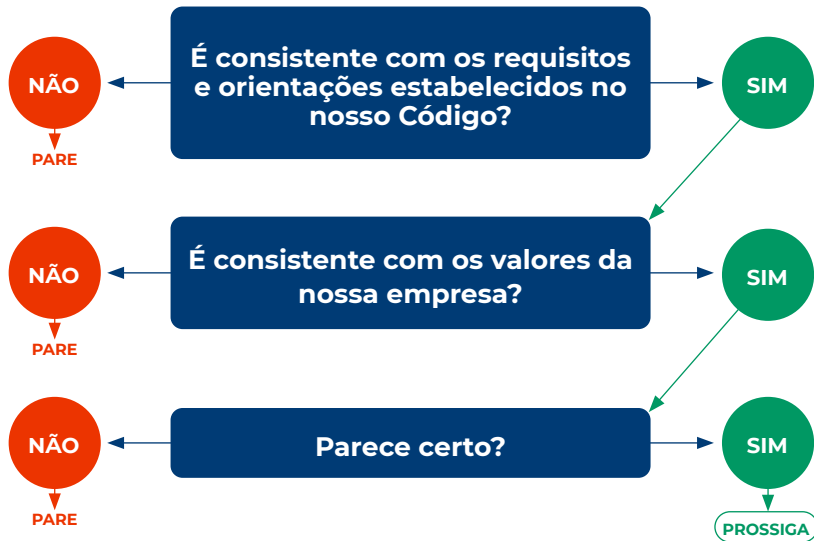 É consistente com os requisitos
e orientações estabelecidos no
nosso Código?
NÃO
SIM
PARE
É consistente com os valores da
nossa empresa?
NÃO
SIM
PARE
Parece certo?
NÃO
SIM
PARE
PROSSIGA